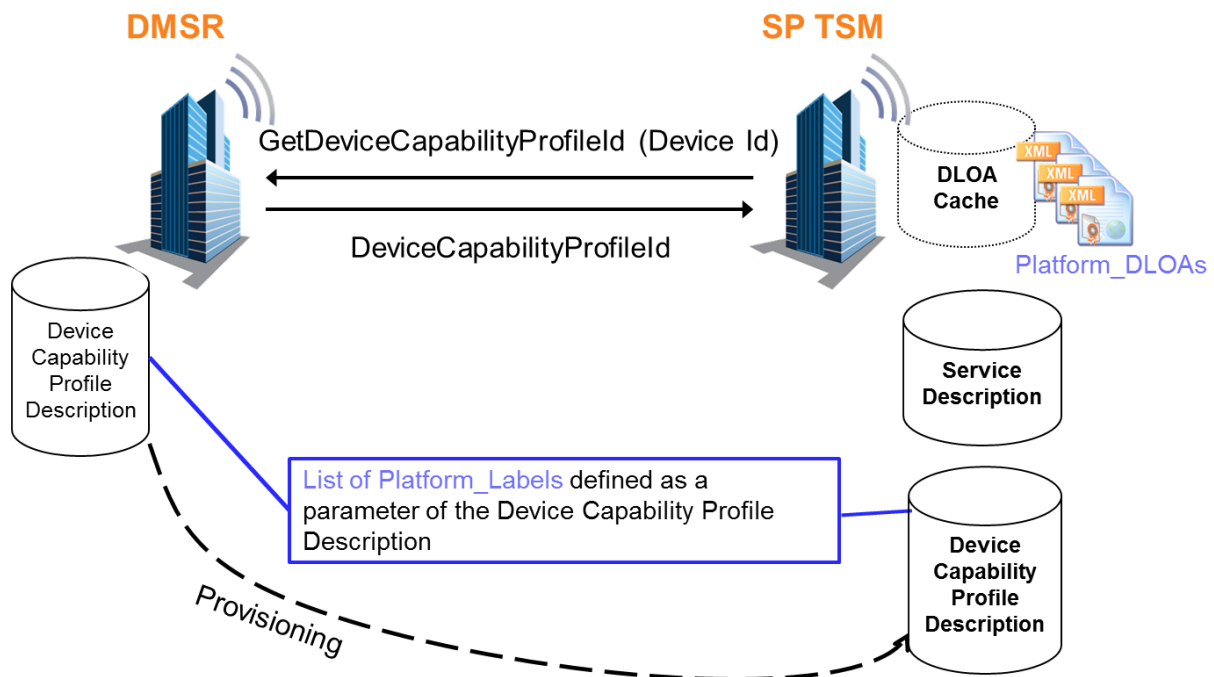 DMSR
SP TSM
GetDeviceCapabilityProfileId (Device Id)
DeviceCapabilityProfileId
DLOA
Cache
XML
XML
XML
Platform_DLOAs
Device
Capability
Profile
Description
Service
Description
List of Platform_Labels defined as a
parameter of the Device Capability Profile
Description
Device
Capability
Profile
Description
Provisioning